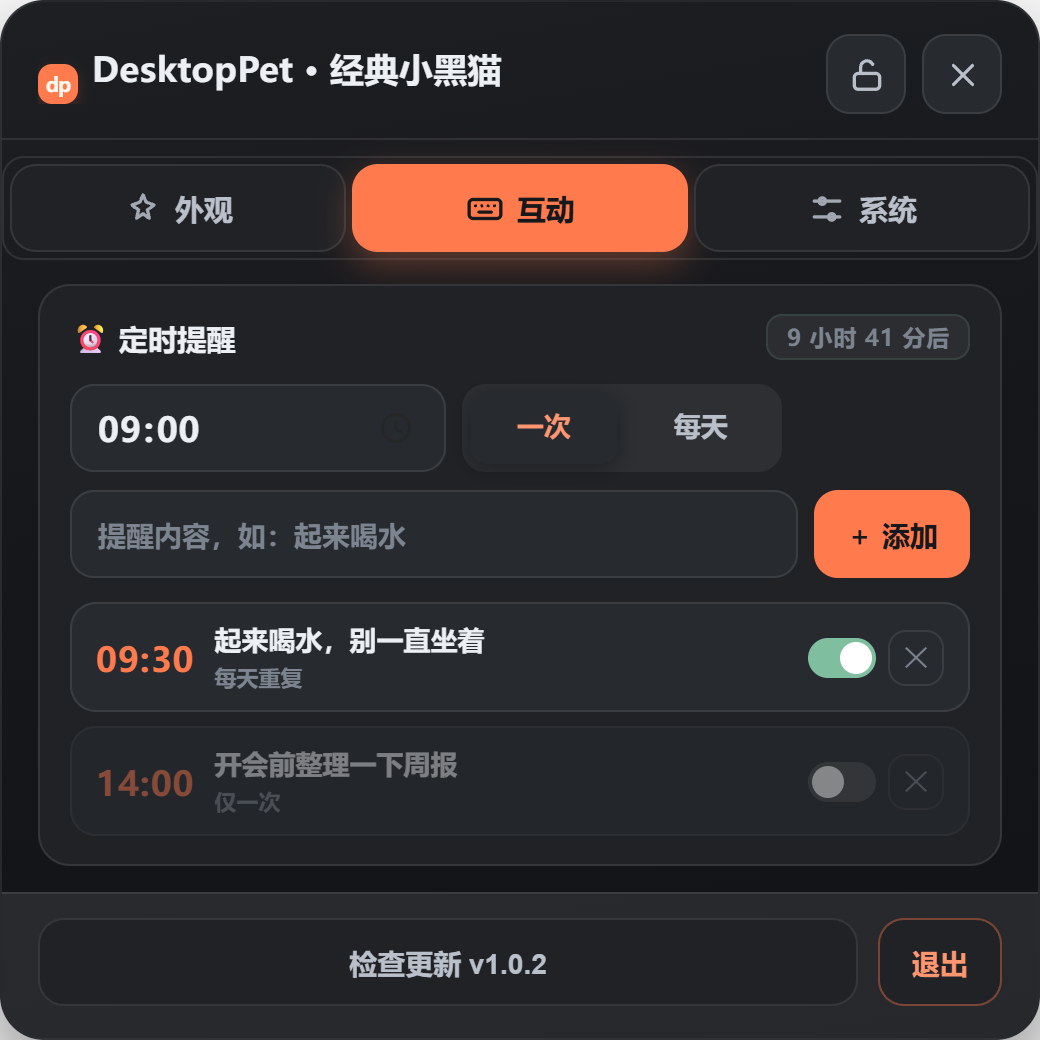 dp DesktopPet • 经典小黑猫
外观 互动 系统
定时提醒 9 小时 41 分后
09:00 一次 每天
提醒内容，如：起来喝水 + 添加
起来喝水，别一直坐着
09:30
每天重复
开会前整理一下周报
14:00
仅一次
检查更新 v1.0.2 退出